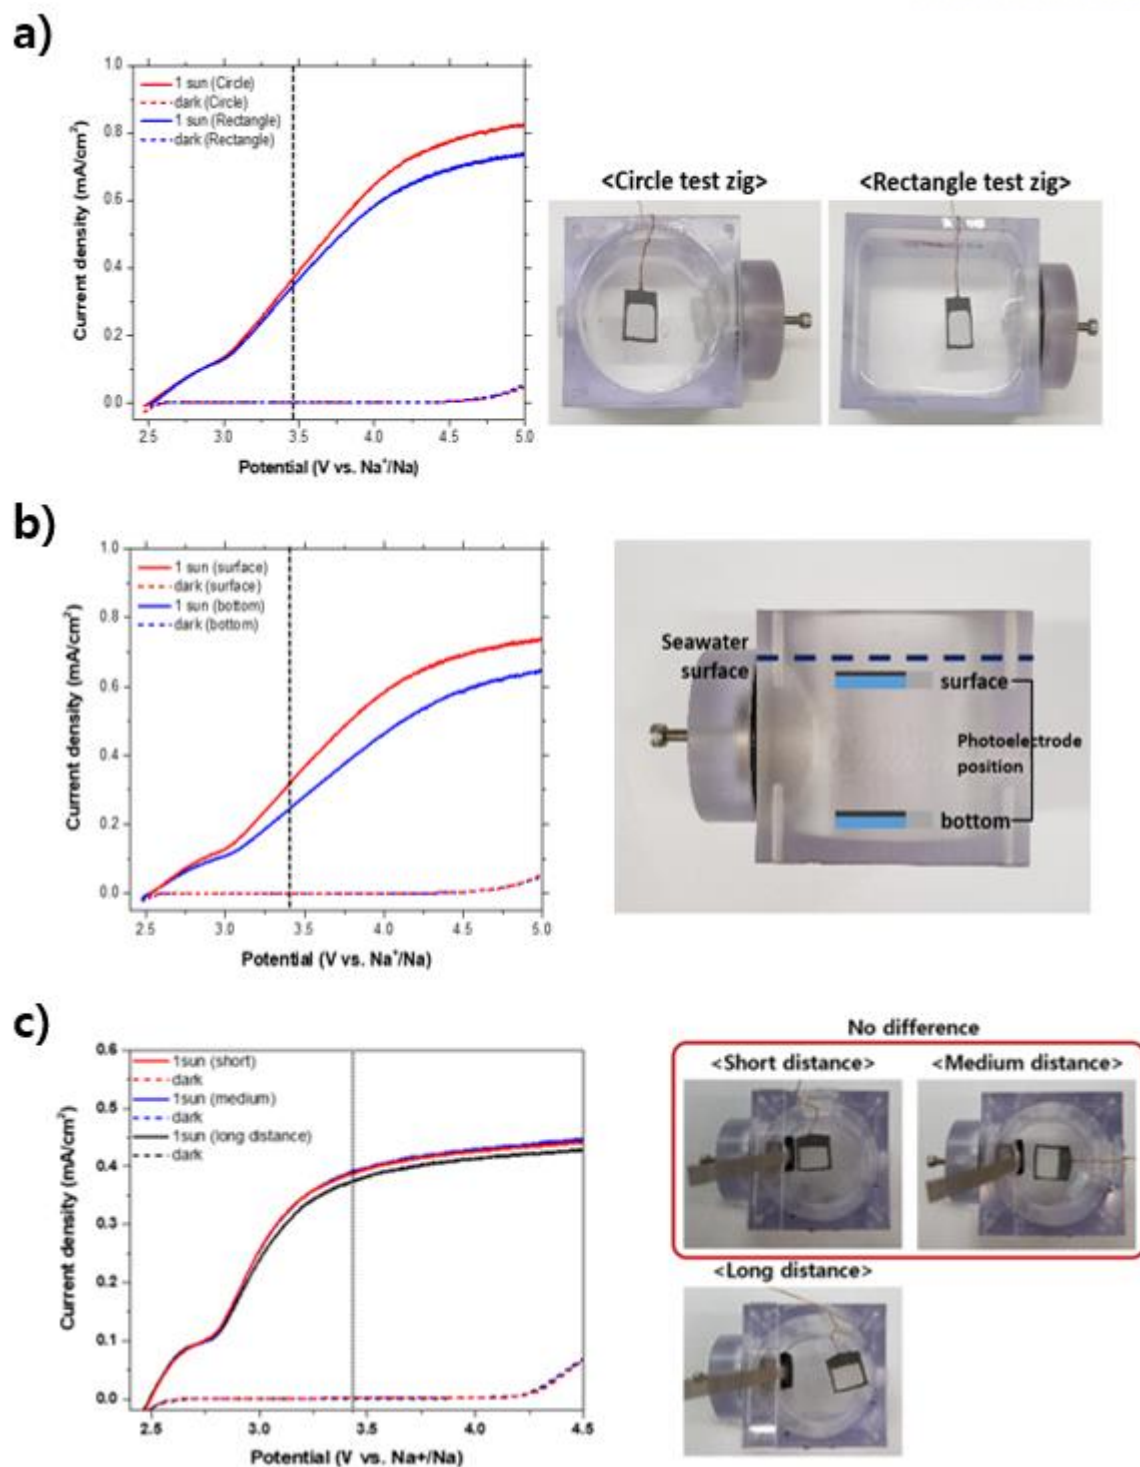 a)
1.0
0.8
0.6
0.4
0.2
0.0
Current density (mA/cm²)
1 sun (Circle)
dark (Circle)
1 sun (Rectangle)
dark (Rectangle)
2.5 3.0 3.5 4.0 4.5 5.0
Potential (V vs. Na⁺/Na)
<Circle test zig>
<Rectangle test zig>
b)
1.0
0.8
0.6
0.4
0.2
0.0
Current density (mA/cm²)
1 sun (surface)
dark (surface)
1 sun (bottom)
dark (bottom)
2.5 3.0 3.5 4.0 4.5 5.0
Potential (V vs. Na⁺/Na)
Seawater
surface
surface
Photoelectrode
position
bottom
c)
0.6
0.5
0.4
0.3
0.2
0.1
0.0
Current density (mA/cm²)
1sun (short)
dark
1sun (medium)
dark
1sun (long distance)
dark
2.5 3.0 3.5 4.0 4.5
Potential (V vs. Na+/Na)
No difference
<Short distance>
<Medium distance>
<Long distance>